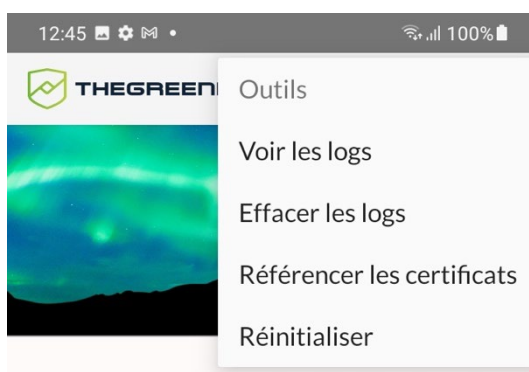 12:45
100%
THEGREEN
Outils
Voir les logs
Effacer les logs
Référencer les certificats
Réinitialiser